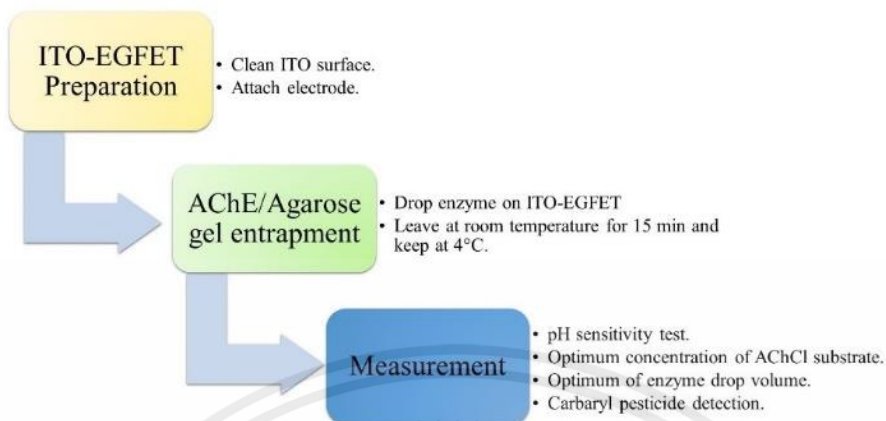 ITO-EGFET
Preparation
• Clean ITO surface.
• Attach electrode.
AChE/Agarose
gel entrapment
• Drop enzyme on ITO-EGFET
• Leave at room temperature for 15 min and
keep at 4°C.
Measurement
• pH sensitivity test.
• Optimum concentration of AChCl substrate.
• Optimum of enzyme drop volume.
• Carbaryl pesticide detection.